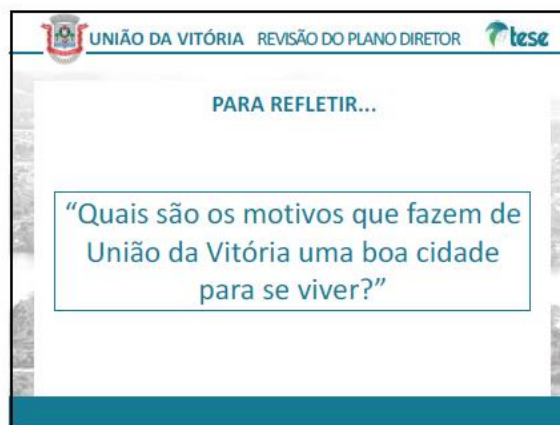 UNIÃO DA VITÓRIA REVISÃO DO PLANO DIRETOR tese
PARA REFLETIR...
“Quais são os motivos que fazem de
União da Vitória uma boa cidade
para se viver?”